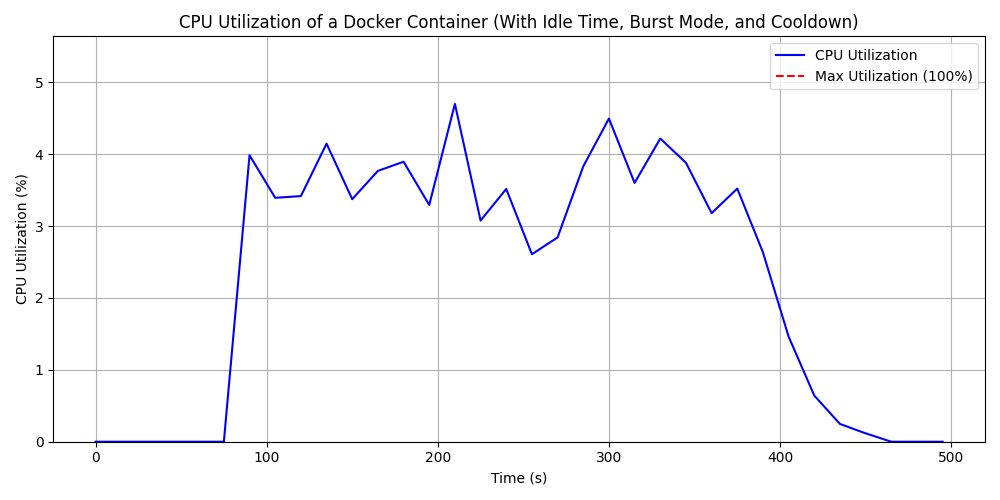 CPU Utilization of a Docker Container (With Idle Time, Burst Mode, and Cooldown)
CPU Utilization
Max Utilization (100%)
CPU Utilization (%)
5
4
3
2
1
0
0 100 200 300 400 500
Time (s)